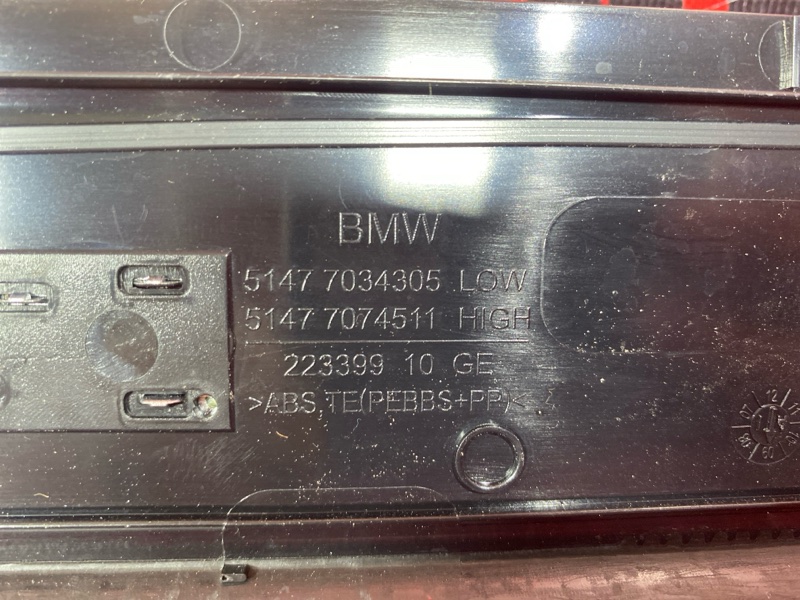 BMW
5147 7034305 LOW
5147 7074511 HIGH
223399 10 GE
>ABS,TE(PEBBS+PP)<